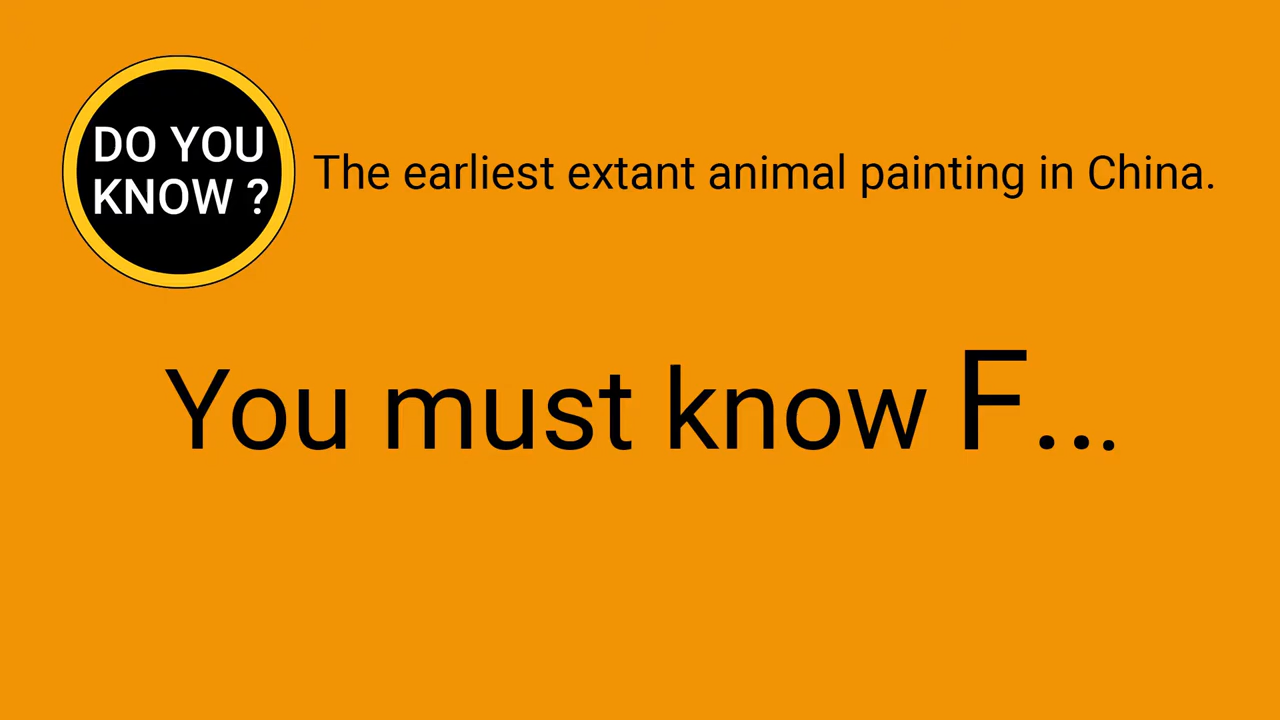 DO YOU
KNOW ?
The earliest extant animal painting in China.
You must know F...